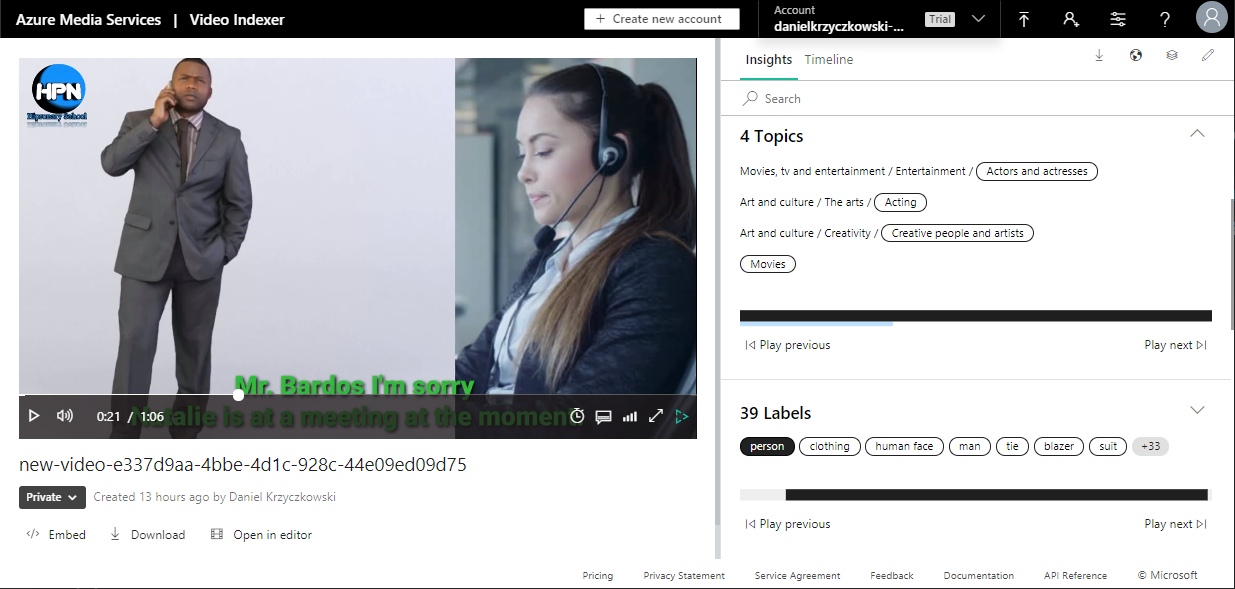 Azure Media Services | Video Indexer
+ Create new account
Account
danielkrzyczkowski-...
Trial
?
HPN
Insights
Timeline
Search
4 Topics
Movies, tv and entertainment / Entertainment / Actors and actresses
Art and culture / The arts / Acting
Art and culture / Creativity / Creative people and artists
Movies
Play previous
Play next
Mr. Bardos I'm sorry
Natalie is at a meeting at the moment
0:21 / 1:06
39 Labels
person
clothing
human face
man
tie
blazer
suit
+33
Play previous
Play next
new-video-e337d9aa-4bbe-4d1c-928c-44e09ed09d75
Private
Created 13 hours ago by Daniel Krzyczkowski
</> Embed
Download
Open in editor
Pricing
Privacy Statement
Service Agreement
Feedback
Documentation
API Reference
© Microsoft